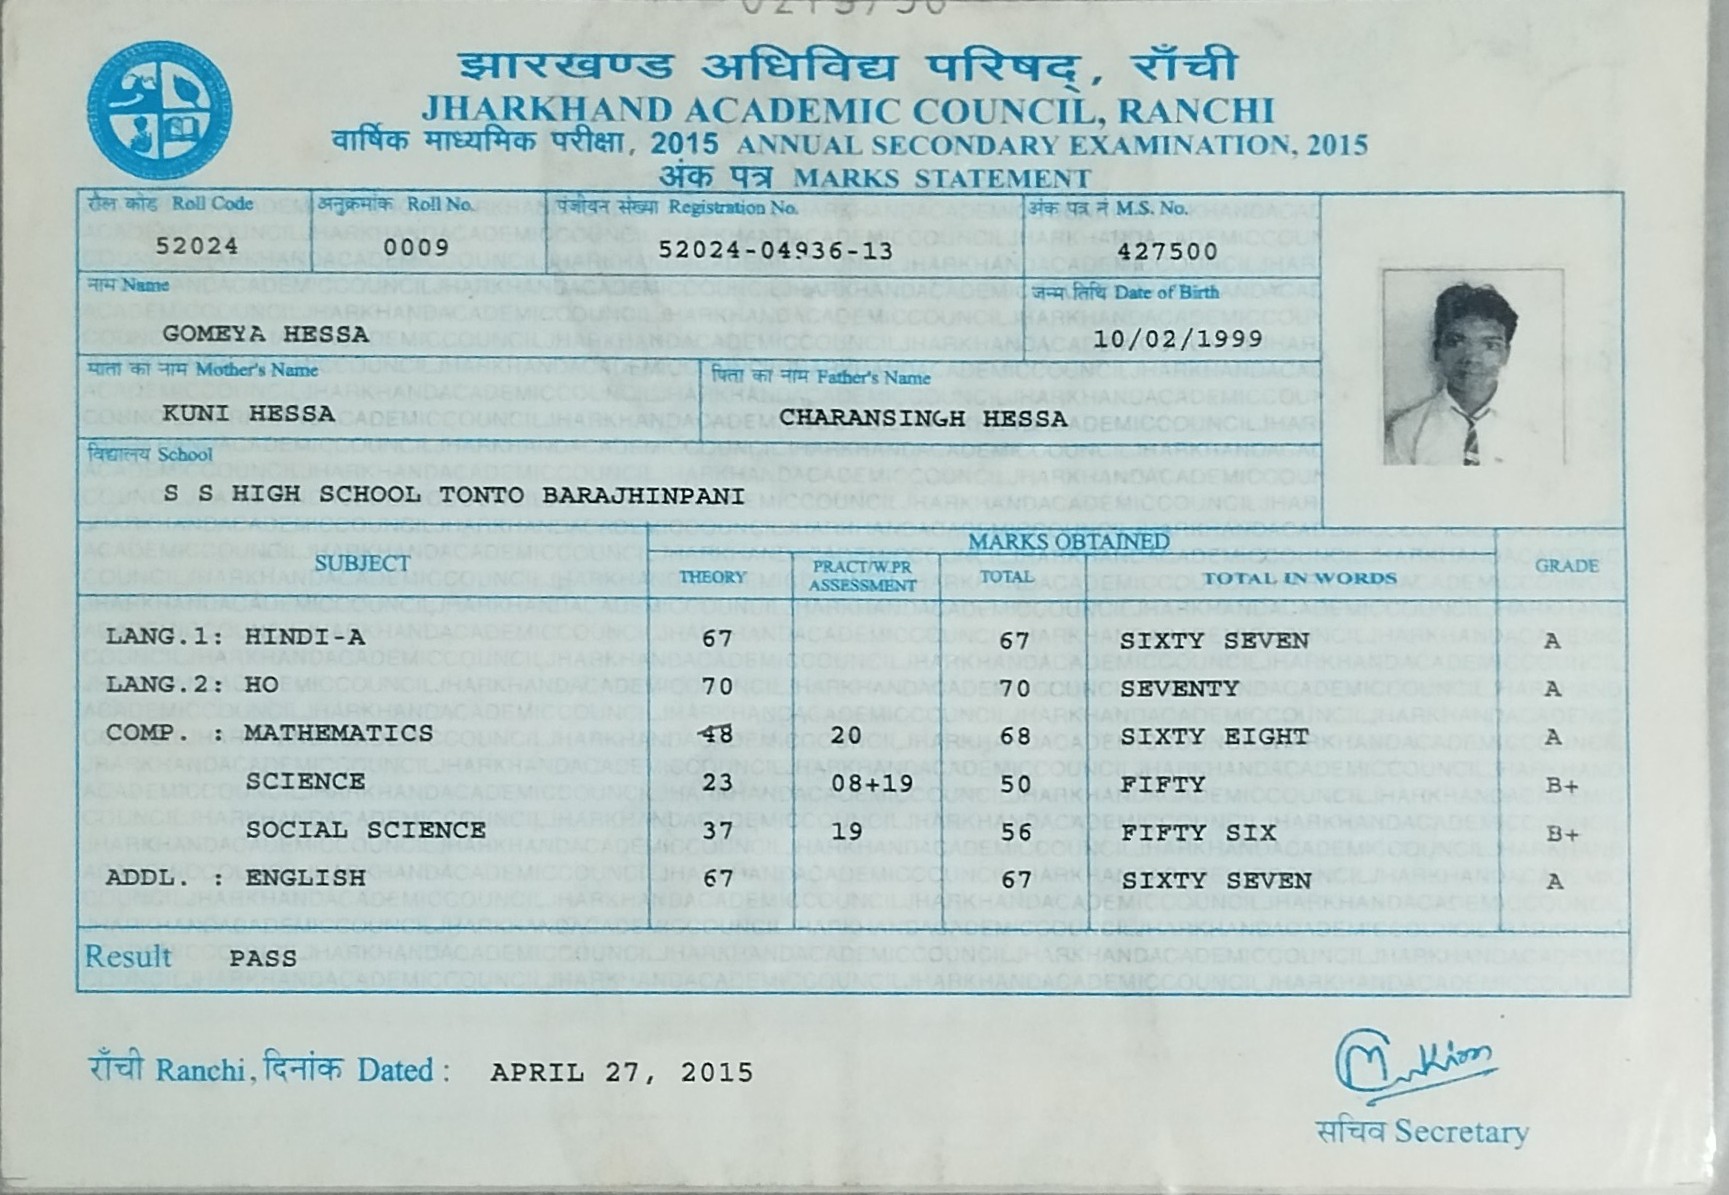 झारखण्ड अधिविद्य परिषद्, राँची
JHARKHAND ACADEMIC COUNCIL, RANCHI
वार्षिक माध्यमिक परीक्षा, 2015 ANNUAL SECONDARY EXAMINATION, 2015
अंक पत्र MARKS STATEMENT
रौल कोड Roll Code अनुक्रमांक Roll No. पंजीयन संख्या Registration No. अंक पत्र नं M.S. No.
52024 0009 52024-04936-13 427500
नाम Name जन्म तिथि Date of Birth
GOMEYA HESSA 10/02/1999
माता का नाम Mother's Name पिता का नाम Father's Name
KUNI HESSA CHARANSINGH HESSA
विद्यालय School
S S HIGH SCHOOL TONTO BARAJHINPANI
MARKS OBTAINED
SUBJECT THEORY PRACT/W.PR ASSESSMENT TOTAL TOTAL IN WORDS GRADE
LANG.1: HINDI-A 67 67 SIXTY SEVEN A
LANG.2: HO 70 70 SEVENTY A
COMP. : MATHEMATICS 48 20 68 SIXTY EIGHT A
SCIENCE 23 08+19 50 FIFTY B+
SOCIAL SCIENCE 37 19 56 FIFTY SIX B+
ADDL. : ENGLISH 67 67 SIXTY SEVEN A
Result PASS
राँची Ranchi, दिनांक Dated : APRIL 27, 2015
सचिव Secretary